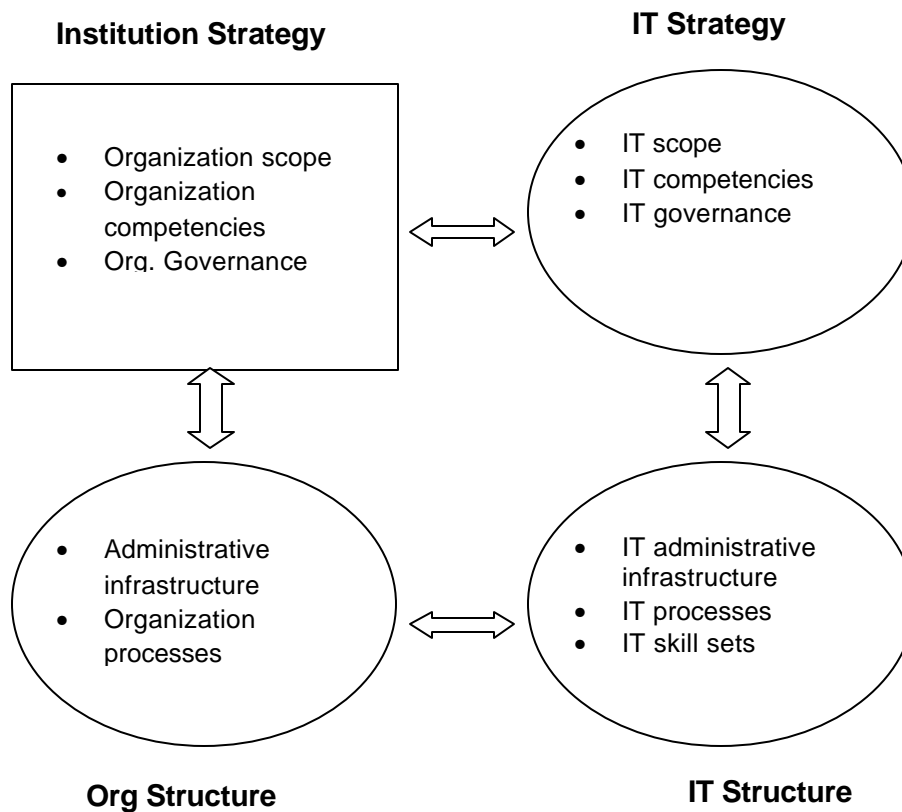 Institution Strategy
IT Strategy
• Organization scope
• Organization
competencies
• Org. Governance
• IT scope
• IT competencies
• IT governance
• Administrative
infrastructure
• Organization
processes
• IT administrative
infrastructure
• IT processes
• IT skill sets
Org Structure
IT Structure